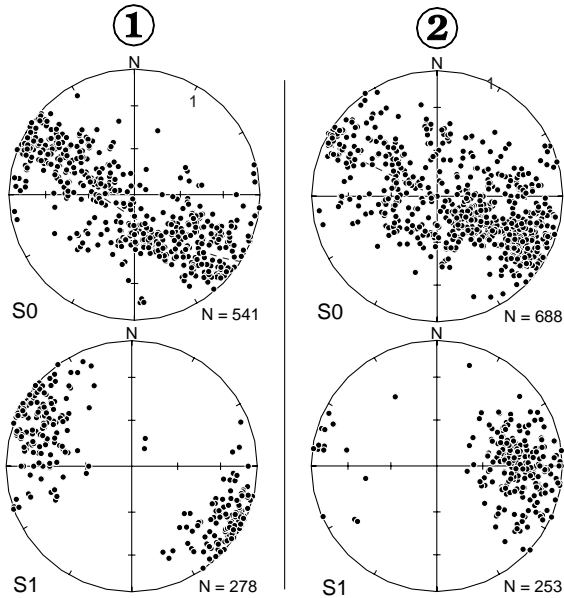 1
2
N
N
1
1
S0
N = 541
S0
N = 688
N
N
S1
N = 278
S1
N = 253